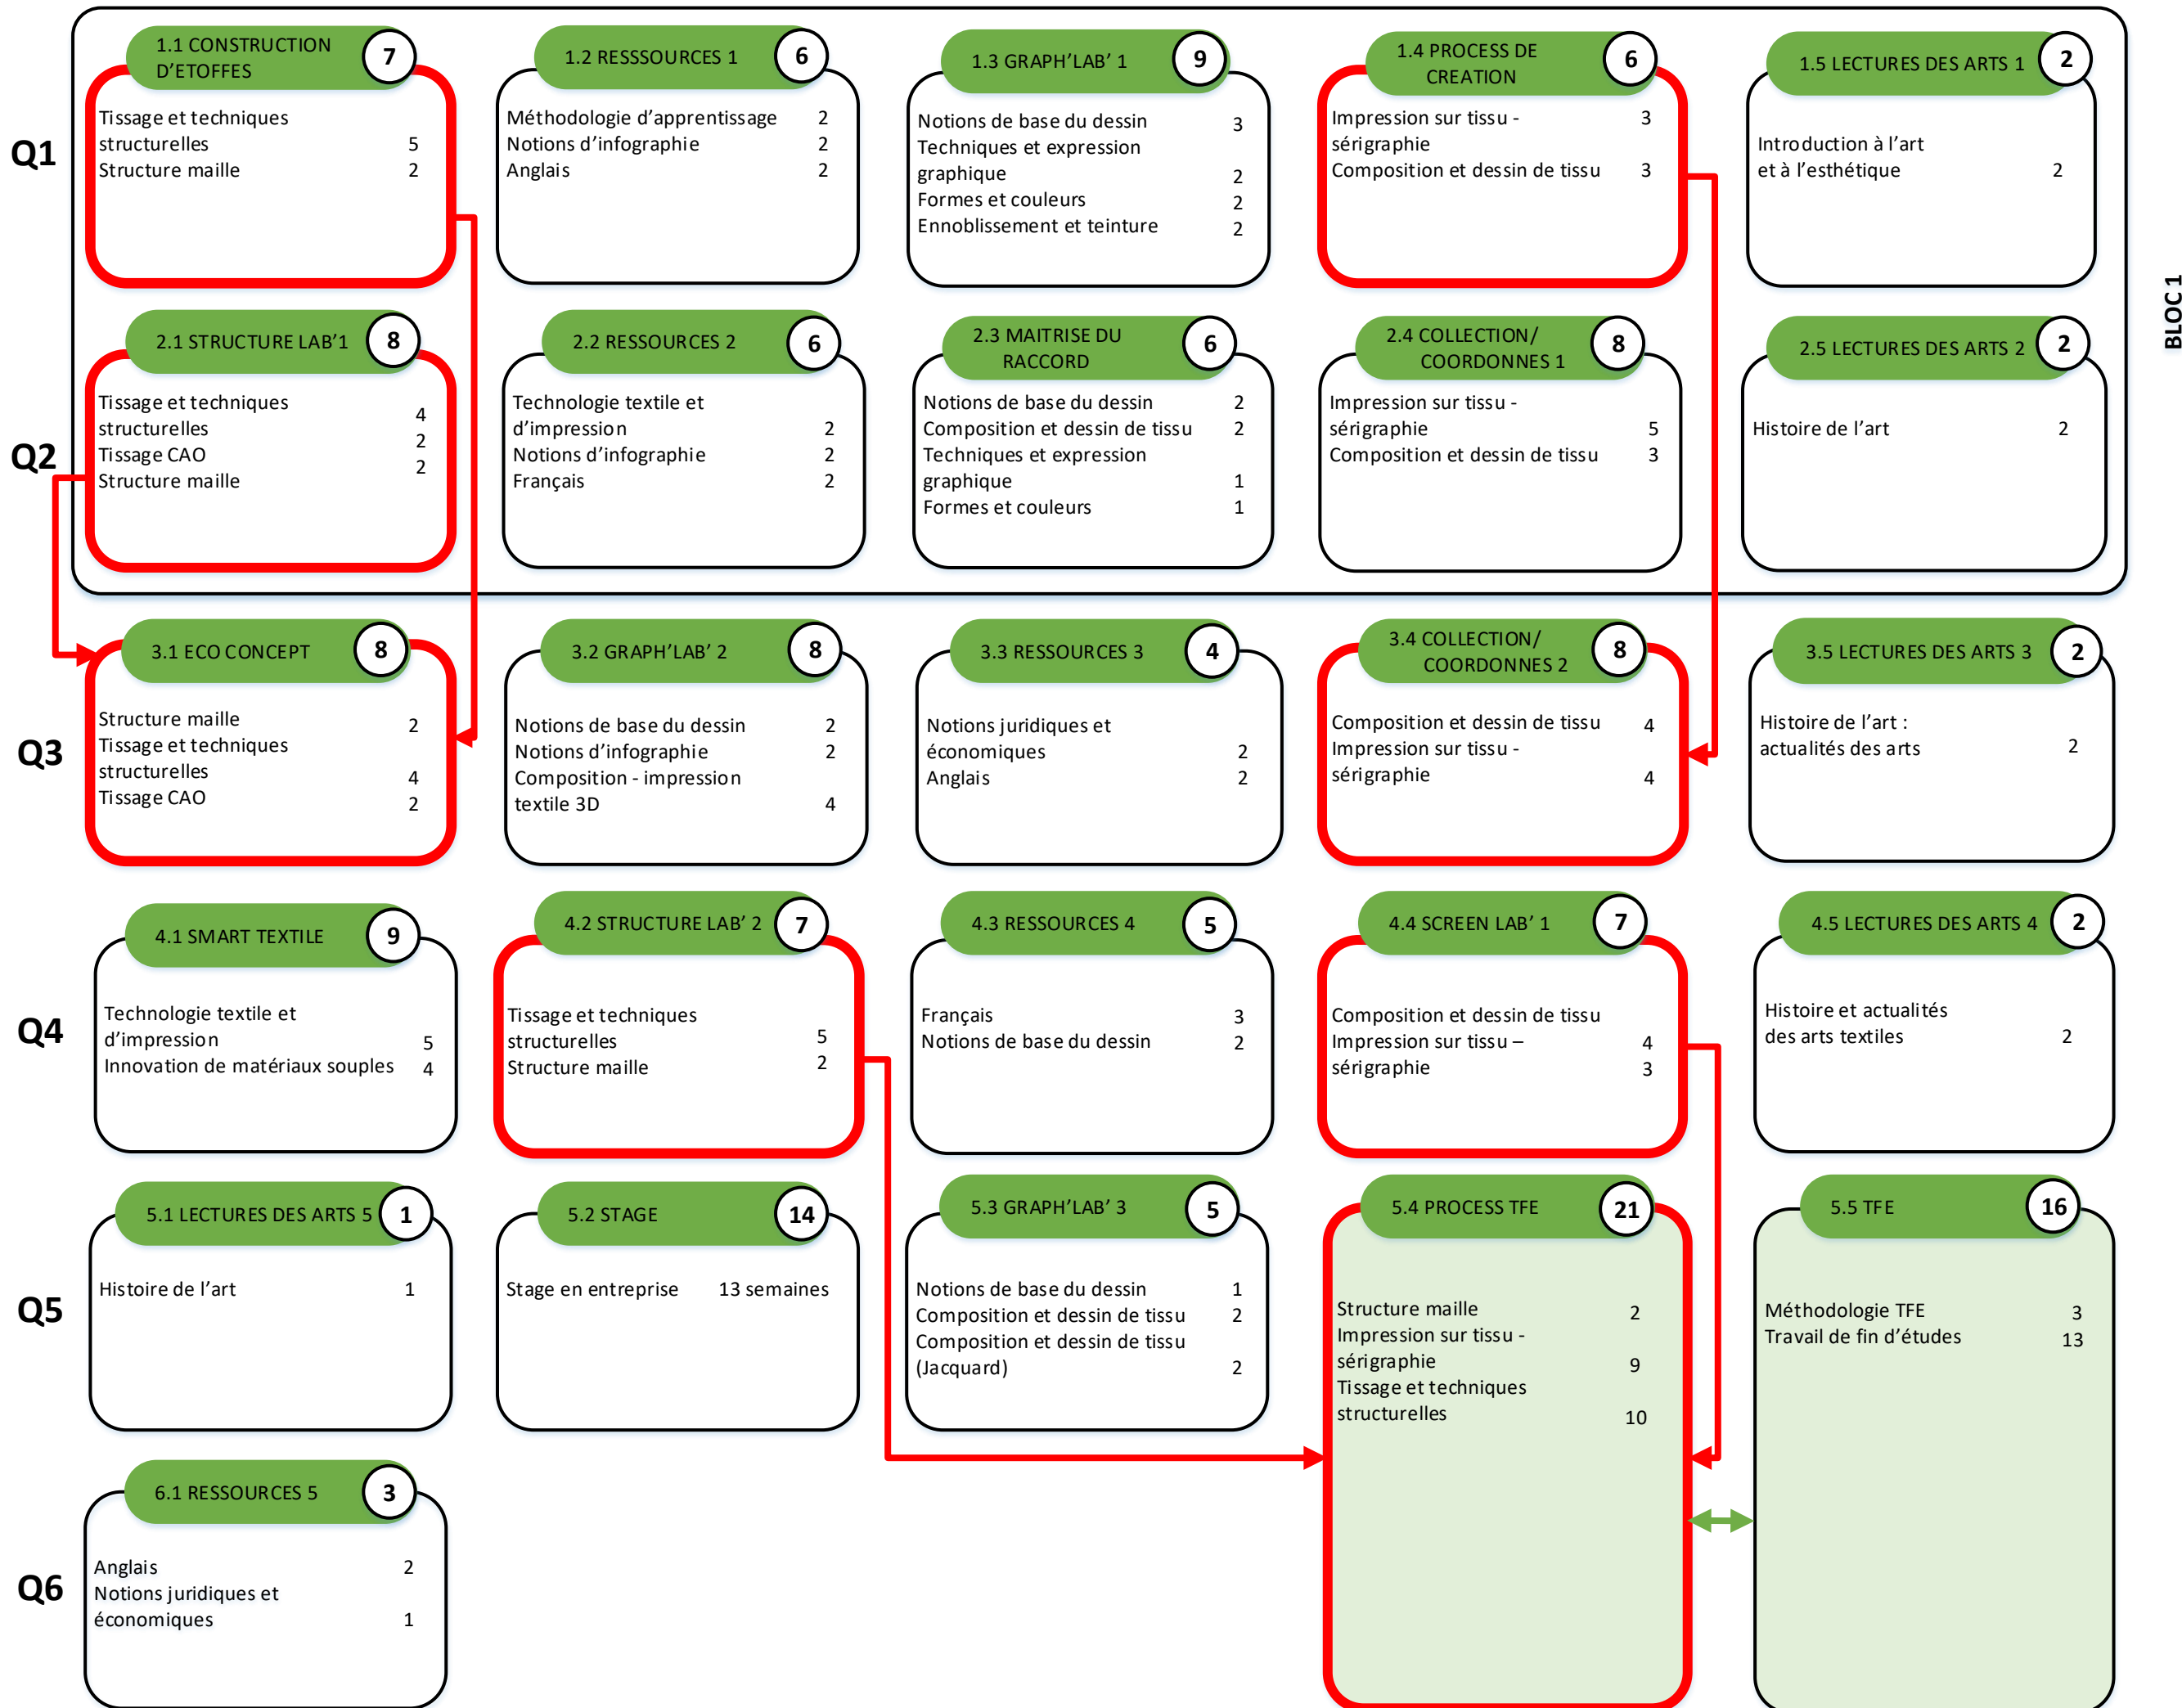 Q1
1.1 CONSTRUCTION
D'ETOFFES
7
Tissage et techniques
structurelles 5
Structure maille 2
1.2 RESSSOURCES 1
6
Méthodologie d'apprentissage 2
Notions d'infographie 2
Anglais 2
1.3 GRAPH'LAB' 1
9
Notions de base du dessin 3
Techniques et expression
graphique 2
Formes et couleurs 2
Ennoblissement et teinture 2
1.4 PROCESS DE
CREATION
6
Impression sur tissu - 3
sérigraphie
Composition et dessin de tissu 3
1.5 LECTURES DES ARTS 1
2
Introduction à l'art
et à l'esthétique 2
BLOC 1
Q2
2.1 STRUCTURE LAB'1
8
Tissage et techniques
structurelles 4
Tissage CAO 2
Structure maille 2
2.2 RESSOURCES 2
6
Technologie textile et
d'impression 2
Notions d'infographie 2
Français 2
2.3 MAITRISE DU
RACCORD
6
Notions de base du dessin 2
Composition et dessin de tissu 2
Techniques et expression
graphique 1
Formes et couleurs 1
2.4 COLLECTION/
COORDONNES 1
8
Impression sur tissu -
sérigraphie 5
Composition et dessin de tissu 3
2.5 LECTURES DES ARTS 2
2
Histoire de l'art 2
Q3
3.1 ECO CONCEPT
8
Structure maille 2
Tissage et techniques
structurelles 4
Tissage CAO 2
3.2 GRAPH'LAB' 2
8
Notions de base du dessin 2
Notions d'infographie 2
Composition - impression
textile 3D 4
3.3 RESSOURCES 3
4
Notions juridiques et
économiques 2
Anglais 2
3.4 COLLECTION/
COORDONNES 2
8
Composition et dessin de tissu 4
Impression sur tissu -
sérigraphie 4
3.5 LECTURES DES ARTS 3
2
Histoire de l'art :
actualités des arts 2
Q4
4.1 SMART TEXTILE
9
Technologie textile et
d'impression 5
Innovation de matériaux souples 4
4.2 STRUCTURE LAB' 2
7
Tissage et techniques
structurelles 5
Structure maille 2
4.3 RESSOURCES 4
5
Français 3
Notions de base du dessin 2
4.4 SCREEN LAB' 1
7
Composition et dessin de tissu
Impression sur tissu – 4
sérigraphie 3
4.5 LECTURES DES ARTS 4
2
Histoire et actualités
des arts textiles 2
Q5
5.1 LECTURES DES ARTS 5
1
Histoire de l'art 1
5.2 STAGE
14
Stage en entreprise 13 semaines
5.3 GRAPH'LAB' 3
5
Notions de base du dessin 1
Composition et dessin de tissu 2
Composition et dessin de tissu
(Jacquard) 2
5.4 PROCESS TFE
21
Structure maille 2
Impression sur tissu -
sérigraphie 9
Tissage et techniques
structurelles 10
5.5 TFE
16
Méthodologie TFE 3
Travail de fin d'études 13
Q6
6.1 RESSOURCES 5
3
Anglais 2
Notions juridiques et
économiques 1